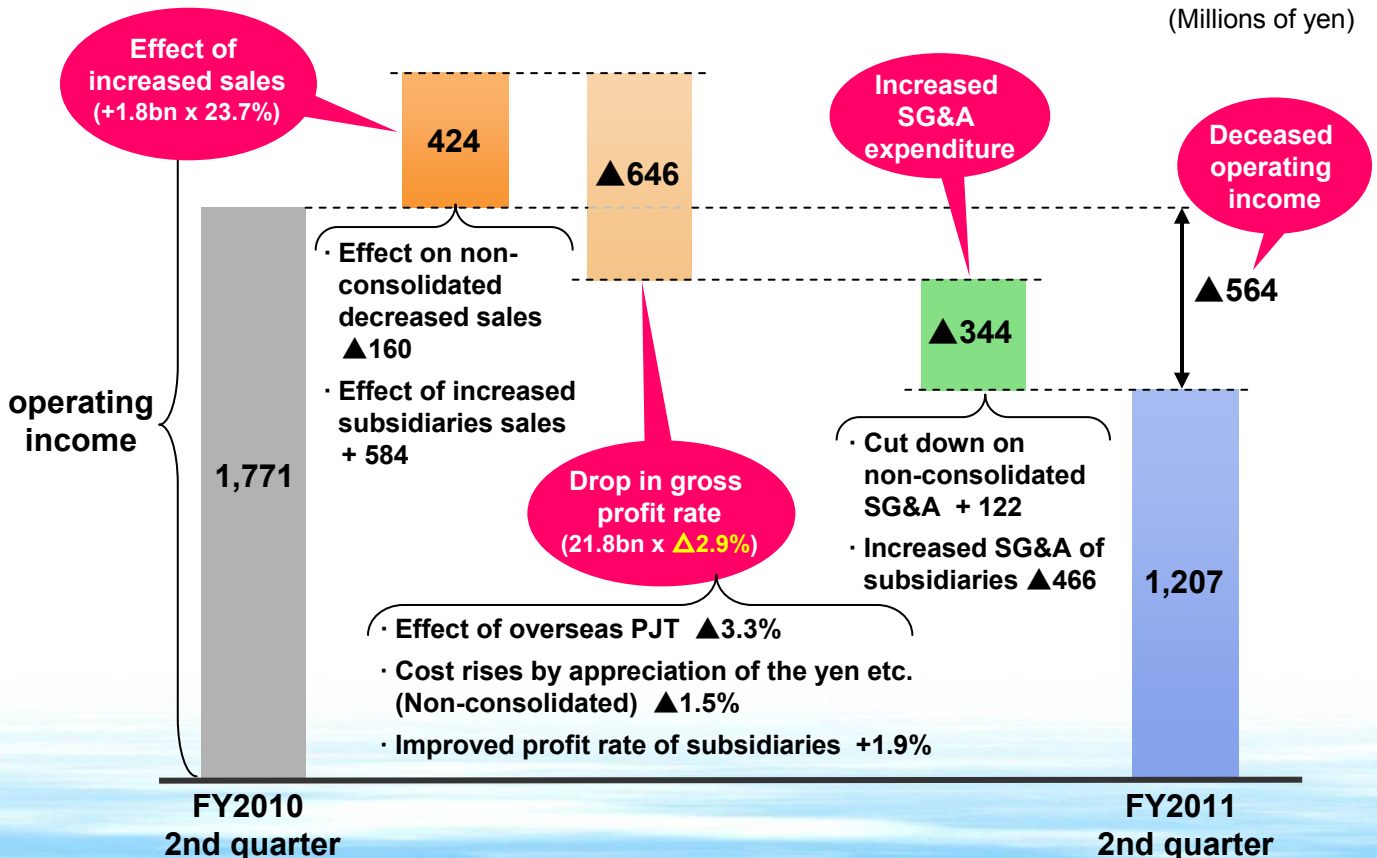 (Millions of yen)
Effect of
increased sales
(+1.8bn x 23.7%)
424
▲646
Increased
SG&A
expenditure
Deceased
operating
income
· Effect on non-
consolidated
decreased sales
▲160
· Effect of increased
subsidiaries sales
+ 584
▲344
▲564
operating
income
1,771
Drop in gross
profit rate
(21.8bn x △2.9%)
· Cut down on
non-consolidated
SG&A + 122
· Increased SG&A of
subsidiaries ▲466
1,207
· Effect of overseas PJT ▲3.3%
· Cost rises by appreciation of the yen etc.
(Non-consolidated) ▲1.5%
· Improved profit rate of subsidiaries +1.9%
FY2010
2nd quarter
FY2011
2nd quarter